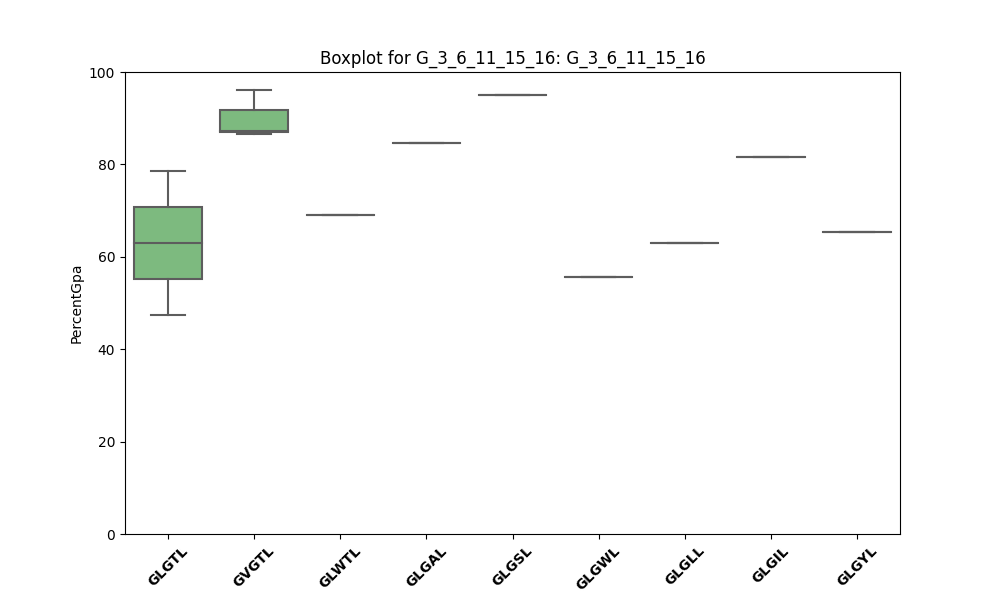 Boxplot for G_3_6_11_15_16: G_3_6_11_15_16
PercentGpa
100
80
60
40
20
0
GLGTL
GVGTL
GLWTL
GLGAL
GLGSL
GLGWL
GLGLL
GLGIL
GLGYL